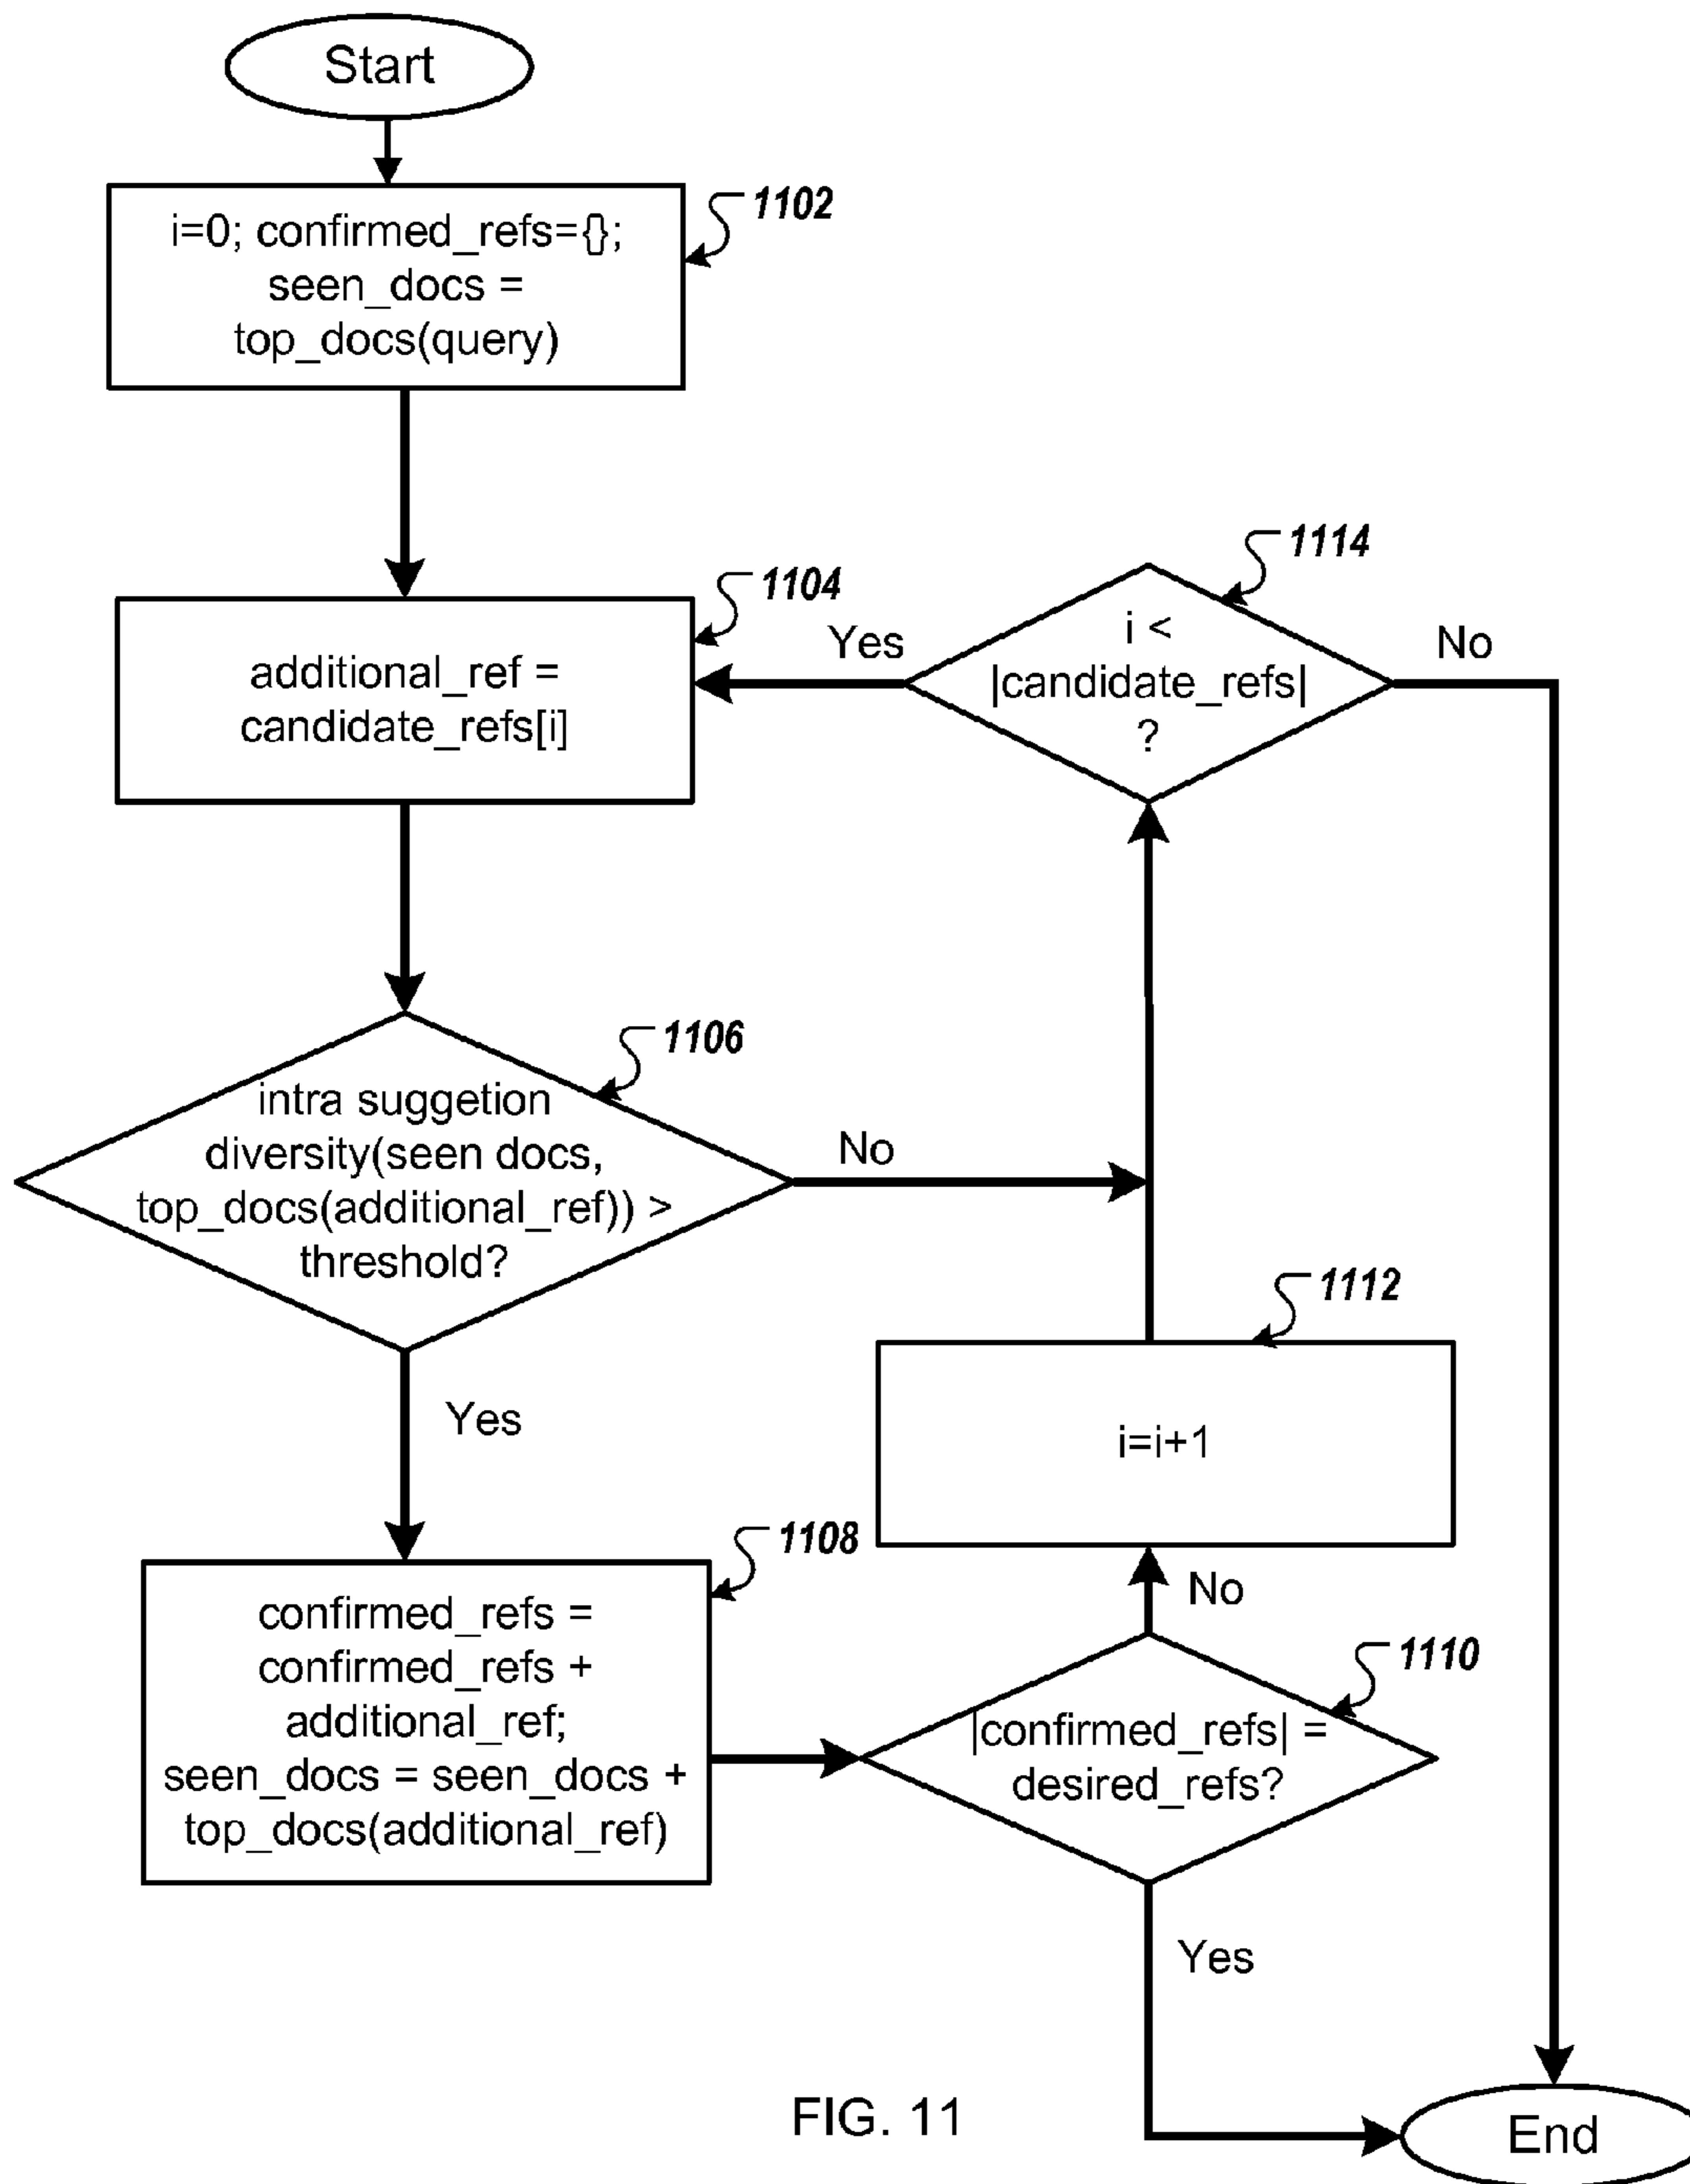 Start
i=0; confirmed_refs={};
seen_docs =
top_docs(query)
1102
additional_ref =
candidate_refs[i]
1104
Yes
i <
|candidate_refs|
?
1114
No
intra suggetion
diversity(seen docs,
top_docs(additional_ref)) >
threshold?
1106
No
Yes
i=i+1
1112
No
confirmed_refs =
confirmed_refs +
additional_ref;
seen_docs = seen_docs +
top_docs(additional_ref)
1108
|confirmed_refs| =
desired_refs?
1110
Yes
FIG. 11
End